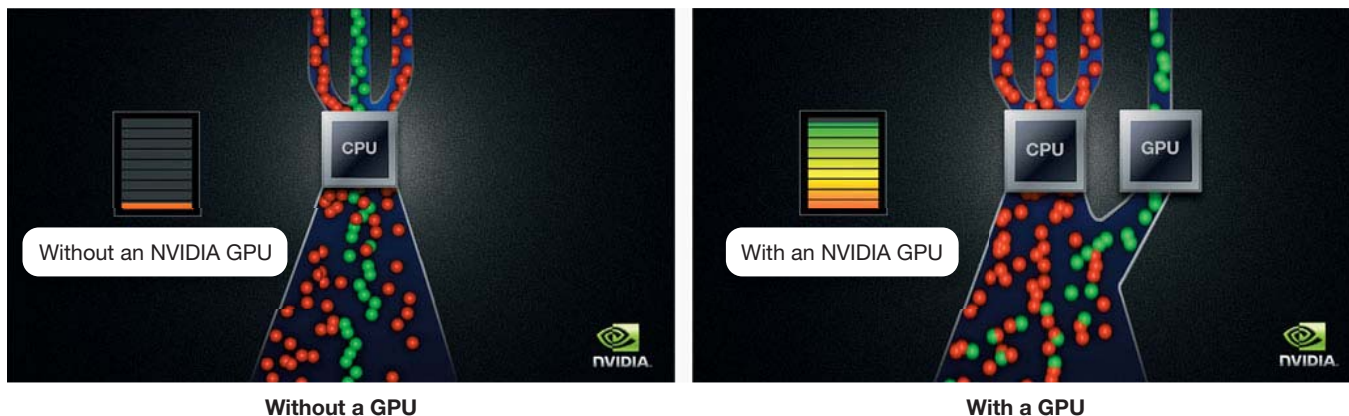 CPU
Without an NVIDIA GPU
NVIDIA.
CPU
GPU
With an NVIDIA GPU
NVIDIA.
Without a GPU
With a GPU